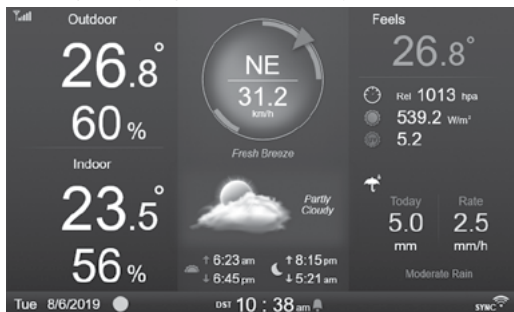 Outdoor
26.8°
60%
Indoor
23.5°
56%
NE
31.2
km/h
Fresh Breeze
Partly
Cloudy
↑ 6:23 am ↑ 8:15 pm
↓ 6:45 pm ↓ 5:21 am
Feels
26.8°
Rel 1013 hpa
539.2 W/m²
5.2
Today Rate
5.0 2.5
mm mm/h
Moderate Rain
Tue 8/6/2019 DST 10 : 38 am SYNC